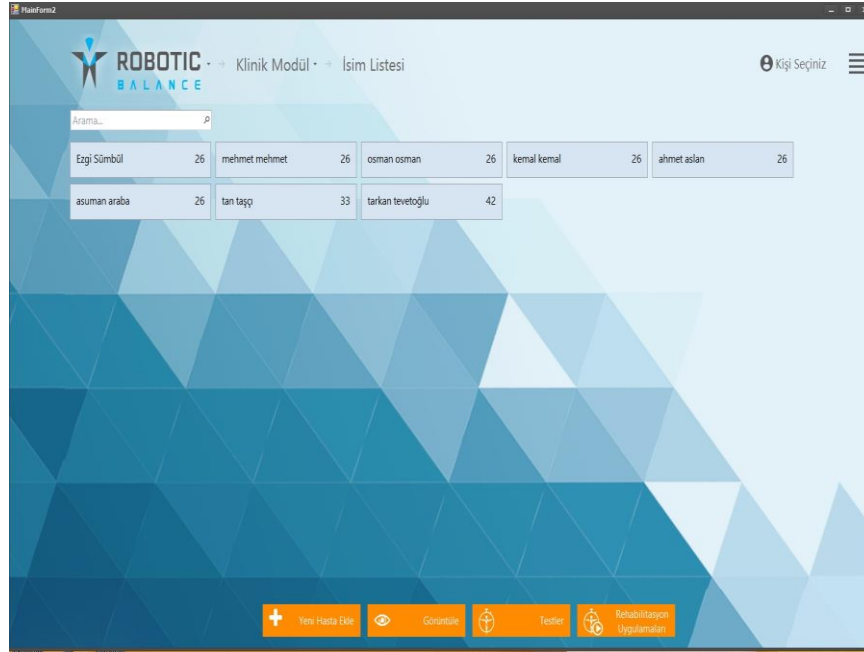 MainForm2
ROBOTIC
BALANCE
Klinik Modül
İsim Listesi
Kişi Seçiniz
Arama...
Ezgi Sümbül 26
mehmet mehmet 26
osman osman 26
kemal kemal 26
ahmet aslan 26
asuman araba 26
tan taşçı 33
tarkan tevetoğlu 42
Yeni Hasta Ekle
Görüntüle
Testler
Rehabilitasyon
Uygulamaları